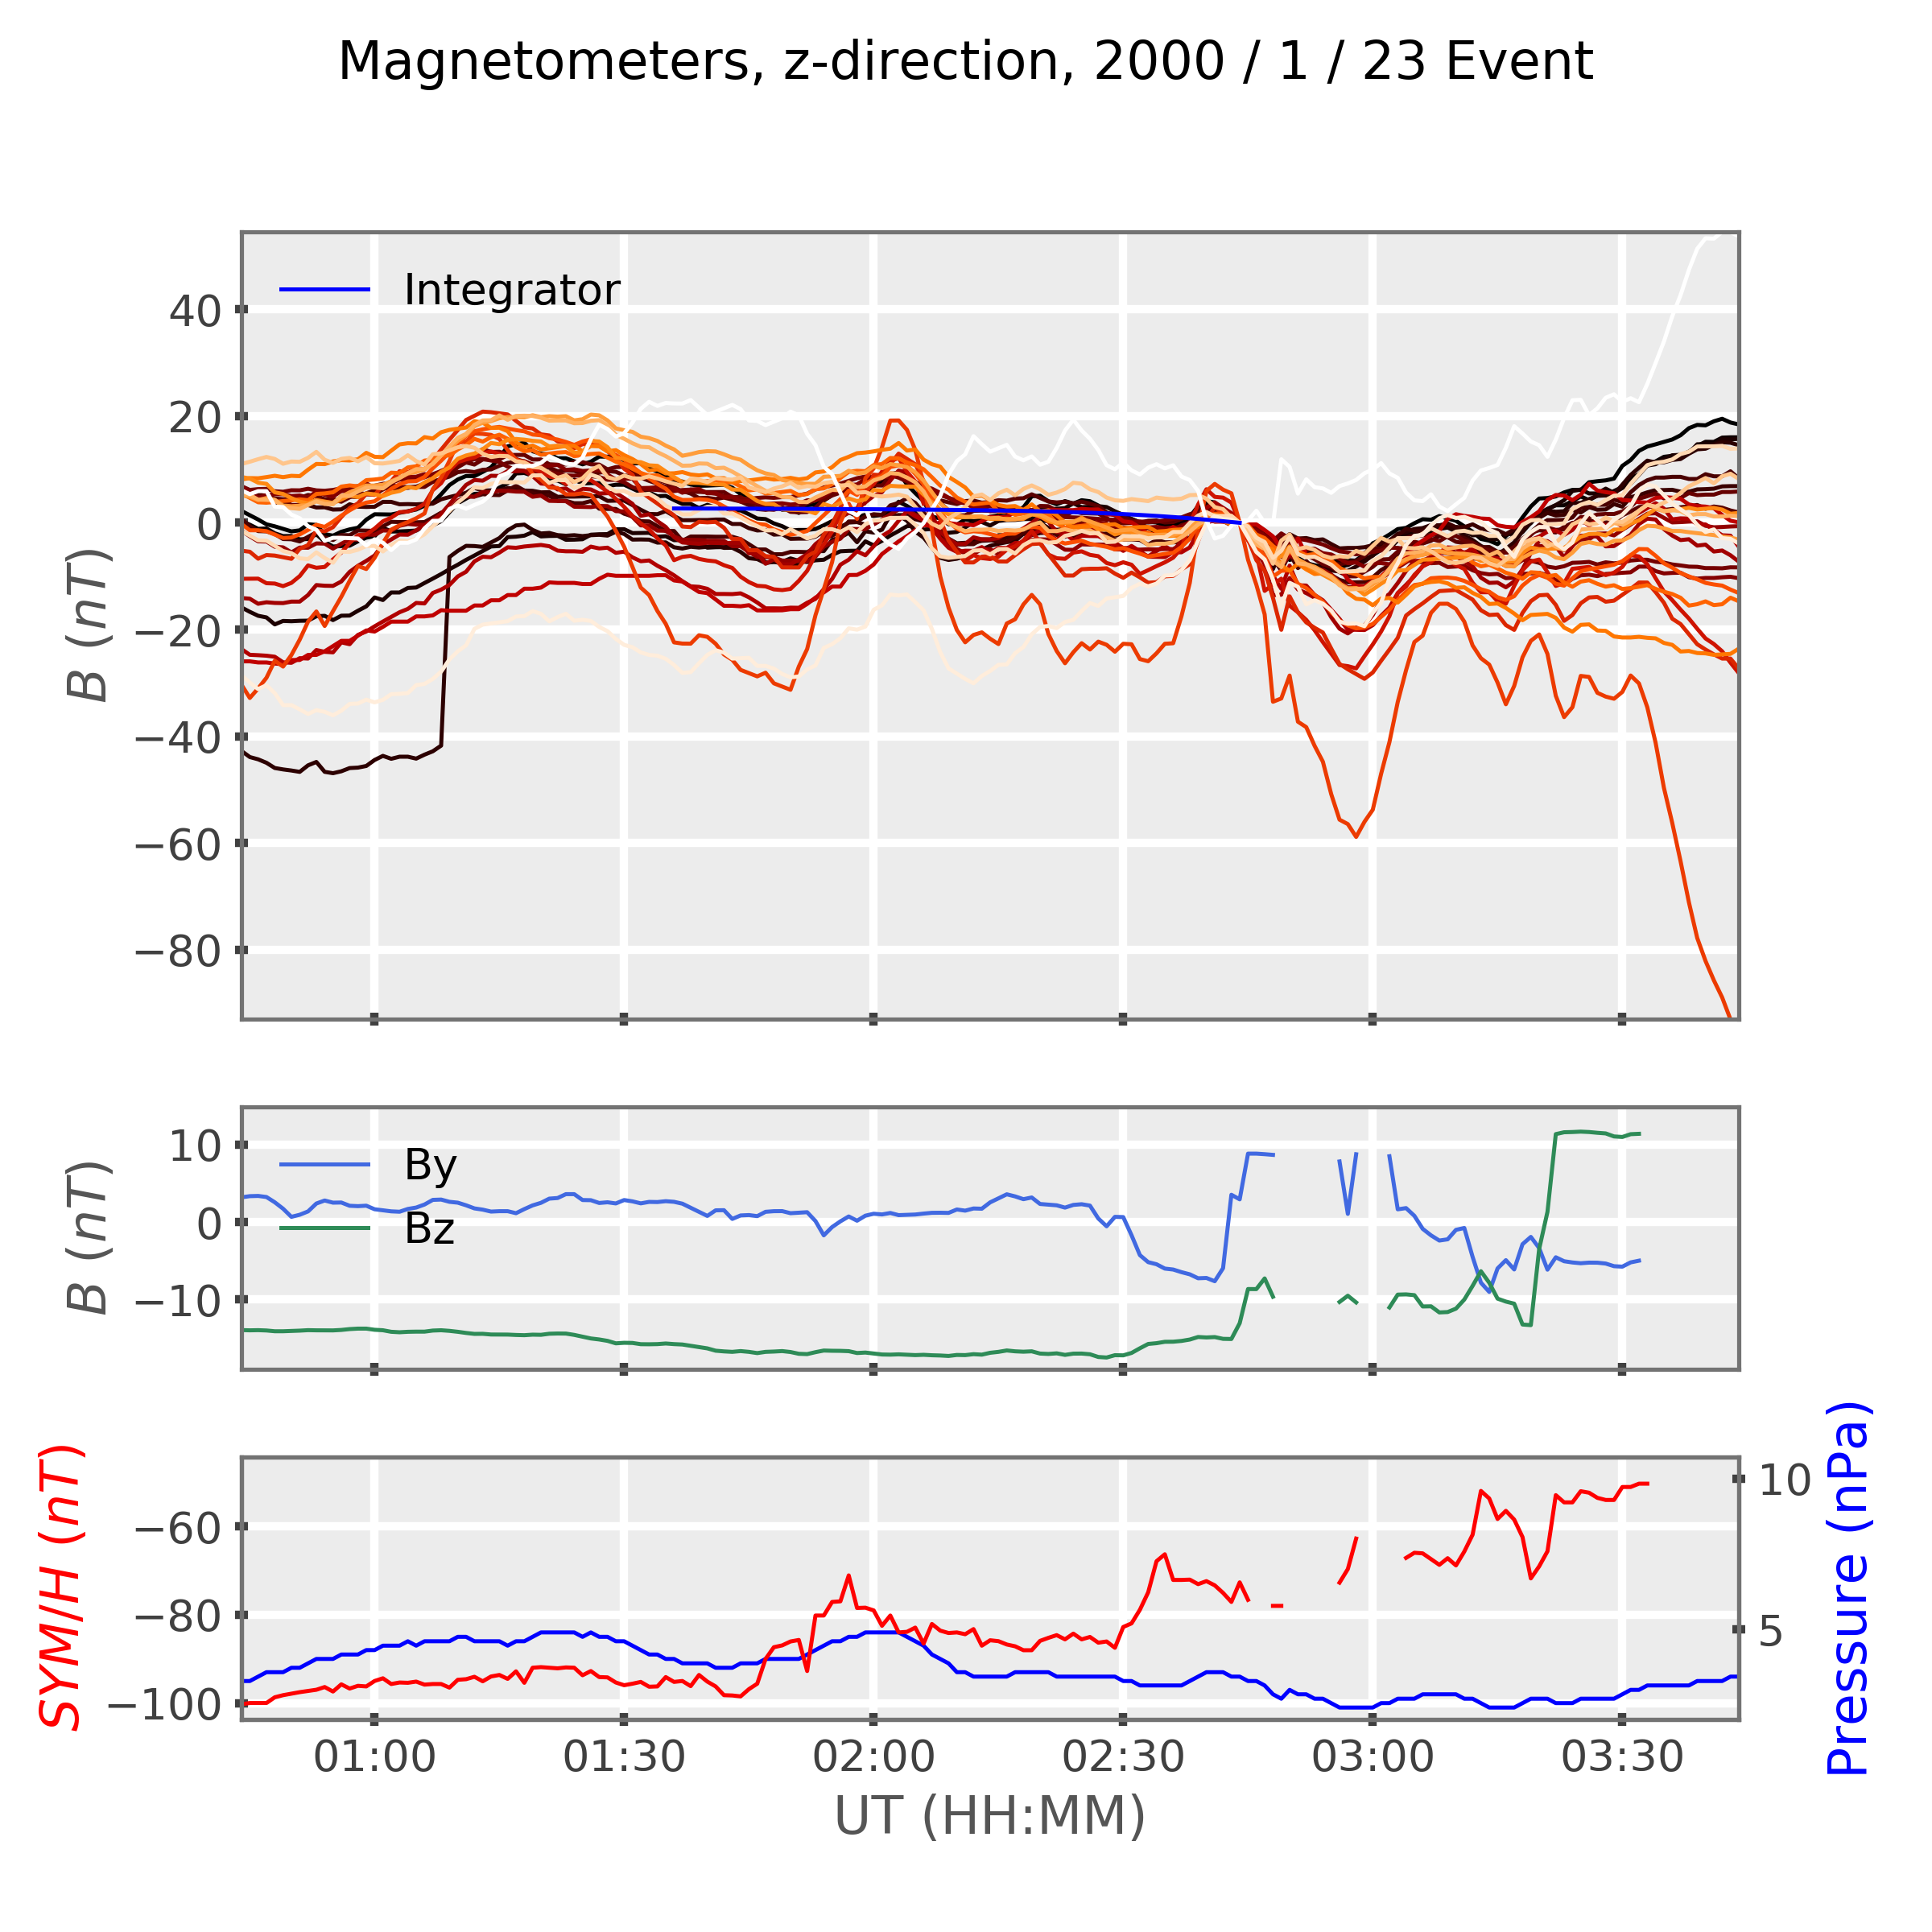 Magnetometers, z-direction, 2000 / 1 / 23 Event
B (nT)
40
20
0
−20
−40
−60
−80
Integrator
B (nT)
10
0
−10
By
Bz
SYM/H (nT)
−60
−80
−100
10
5
Pressure (nPa)
01:00 01:30 02:00 02:30 03:00 03:30
UT (HH:MM)